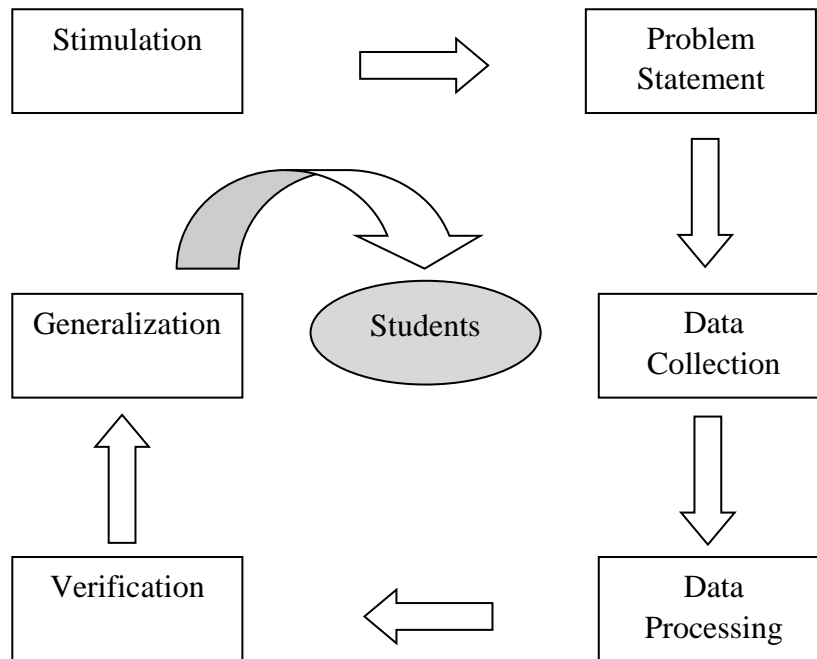 Stimulation
Problem
Statement
Generalization
Students
Data
Collection
Verification
Data
Processing